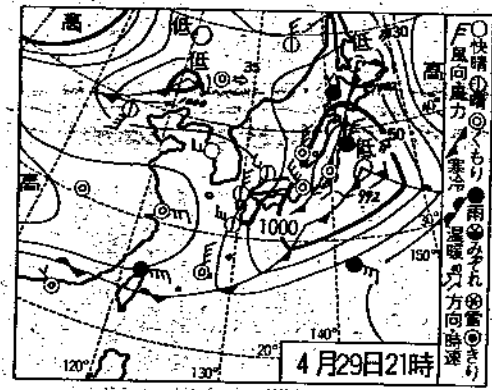 高
低
低
低
高
高
低
30
35
50
40°
30°
992
1000
150°
140°
130°
120°
20°
4月29日21時
○快晴 晴 ◎くもり ●雨 みぞれ 雪 きり
風向風力 寒冷 温暖 方向・時速